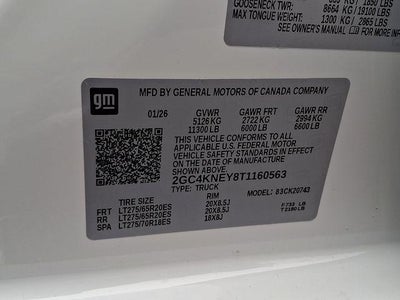 GOOSENECK TWR:
8664 KG / 19100 LBS
MAX TONGUE WEIGHT:
1300 KG / 2865 LBS
SEE OWNER'S MANUAL
gm
MFD BY GENERAL MOTORS OF CANADA COMPANY
01/26 GVWR GAWR FRT GAWR RR
5126 KG 2722 KG 2994 KG
11300 LB 6000 LB 6600 LB
THIS VEHICLE CONFORMS TO ALL
APPLICABLE U.S. FEDERAL MOTOR VEHICLE
SAFETY STANDARDS IN EFFECT
ON THE DATE OF MANUFACTURE
SHOWN ABOVE.
2GC4KNEY8T1160563
TYPE: TRUCK MODEL: 83CK20743
TIRE SIZE RIM
FRT LT275/65R20ES 20X8.5J
RR LT275/65R20ES 20X8.5J
SPA LT275/70R18ES 18X8J